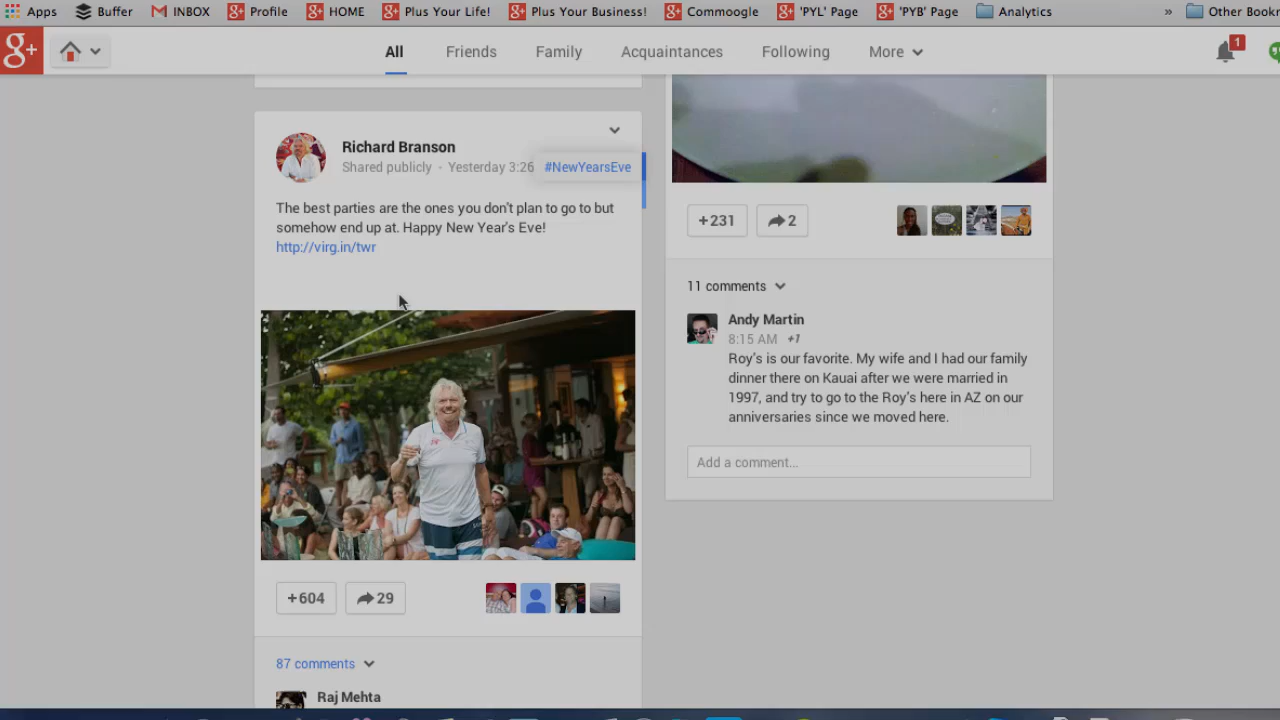 Apps Buffer INBOX Profile HOME Plus Your Life! Plus Your Business! Commoogle 'PYL' Page 'PYB' Page Analytics » Other Bookr
g+ All Friends Family Acquaintances Following More 1
Richard Branson
Shared publicly - Yesterday 3:26 #NewYearsEve
The best parties are the ones you don't plan to go to but
somehow end up at. Happy New Year's Eve!
http://virg.in/twr
+604 29
87 comments
Raj Mehta
+231 2
11 comments
Andy Martin
8:15 AM +1
Roy's is our favorite. My wife and I had our family
dinner there on Kauai after we were married in
1997, and try to go to the Roy's here in AZ on our
anniversaries since we moved here.
Add a comment...